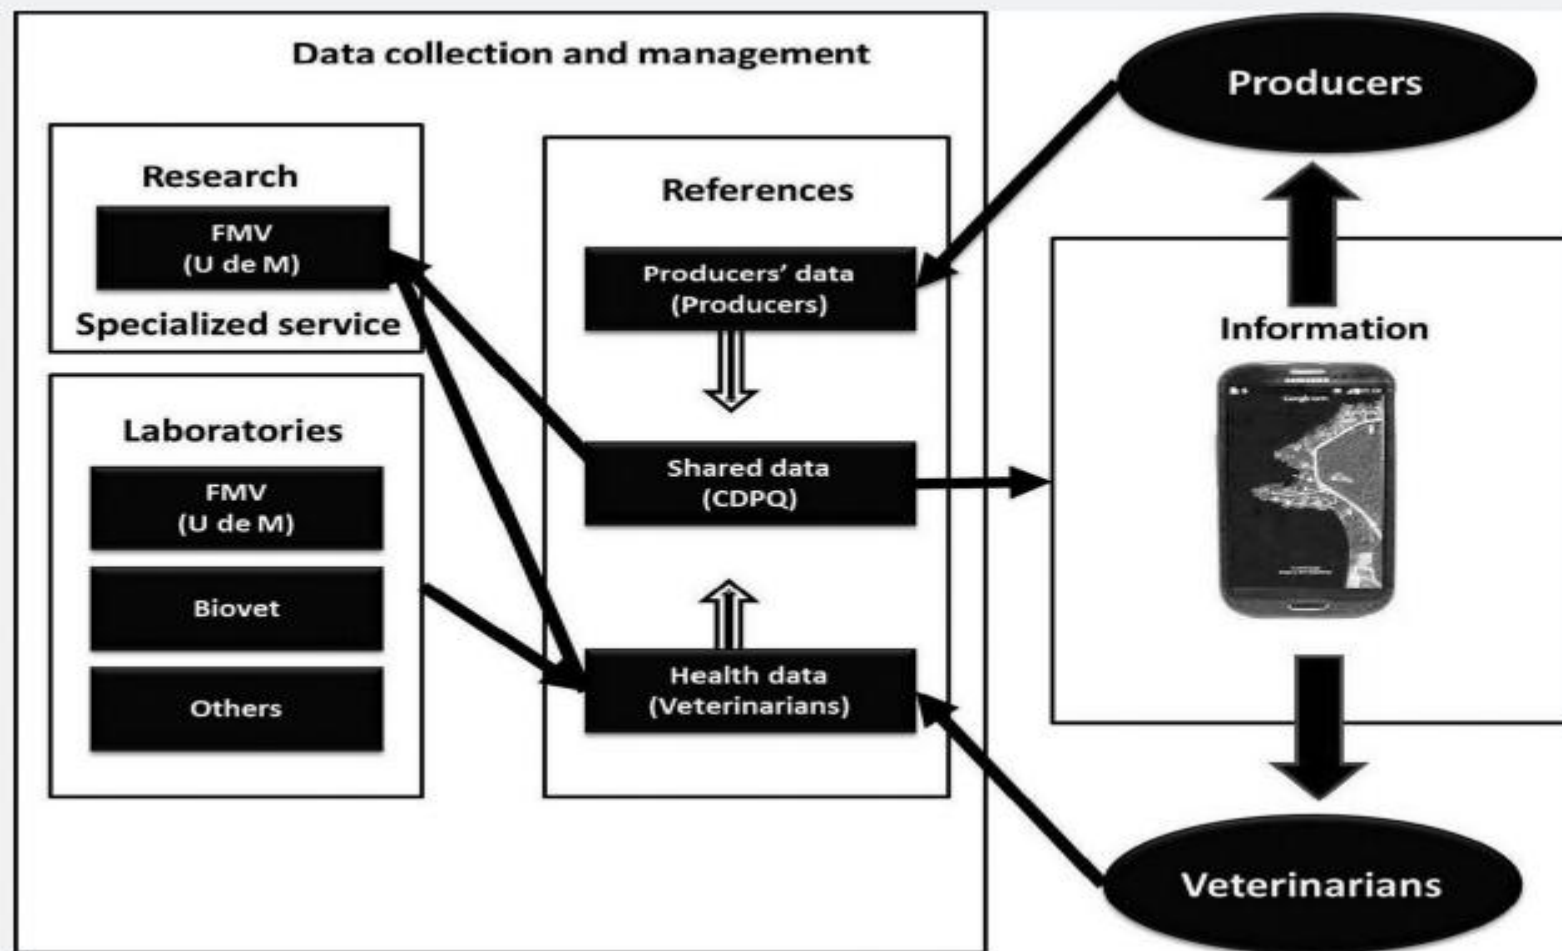 Data collection and management
Research
FMV
(U de M)
Specialized service
Laboratories
FMV
(U de M)
Biovet
Others
References
Producers’ data
(Producers)
Shared data
(CDPQ)
Health data
(Veterinarians)
Producers
Information
SAMSUNG
Veterinarians